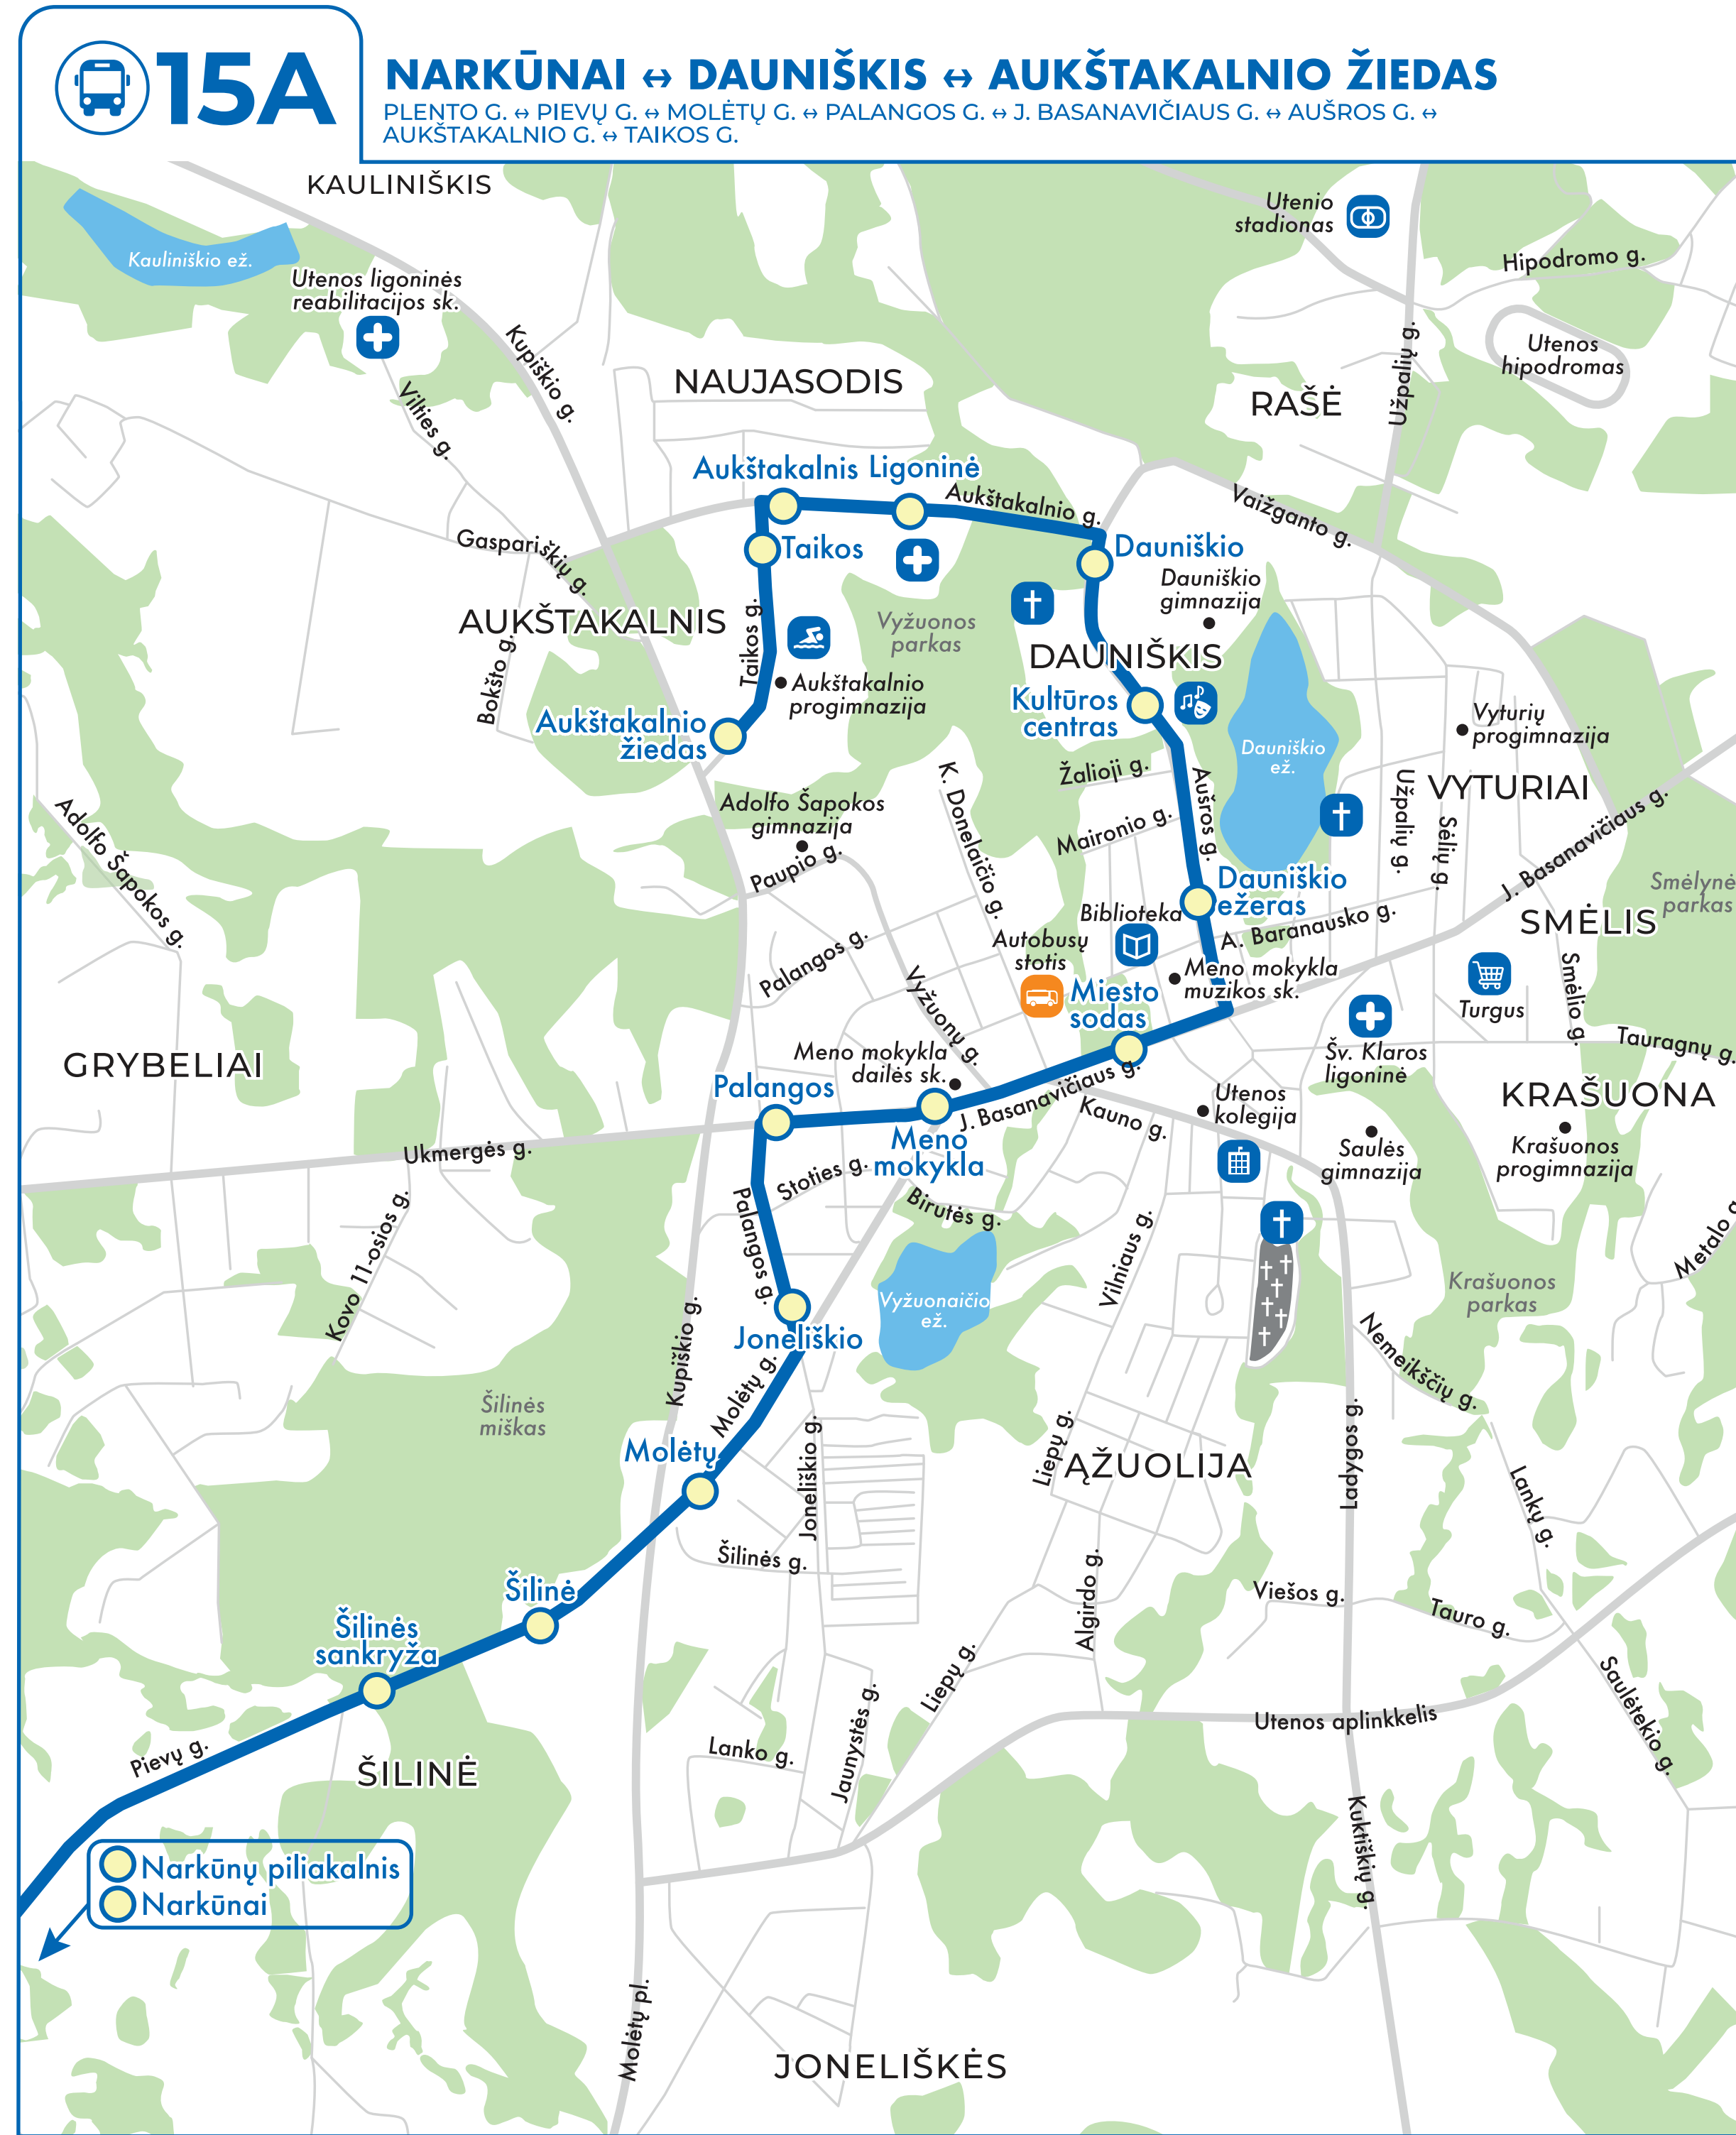 15A
NARKŪNAI ↔ DAUNIŠKIS ↔ AUKŠTAKALNIO ŽIEDAS
PLENTO G. ↔ PIEVŲ G. ↔ MOLĖTŲ G. ↔ PALANGOS G. ↔ J. BASANAVIČIAUS G. ↔ AUŠROS G. ↔
AUKŠTAKALNIO G. ↔ TAIKOS G.
KAULINIŠKIS
Utenio
stadionas
Kauliniškio ež.
Hipodromo g.
Utenos ligoninės
reabilitacijos sk.
Kupiškio g.
Užpalių g.
Utenos
hipodromas
NAUJASODIS
RAŠĖ
Vilties g.
Aukštakalnis
Ligoninė
Aukštakalnio g.
Vaižganto g.
Gaspariškių g.
Taikos
Dauniškio
Dauniškio
gimnazija
AUKŠTAKALNIS
Taikos g.
Vyžuonos
parkas
DAUNIŠKIS
Bokšto g.
Aukštakalnio
progimnazija
Kultūros
centras
Aukštakalnio
žiedas
Dauniškio
ež.
Vyturių
progimnazija
Žalioji g.
K. Donelaičio g.
Aušros g.
Užpalių g.
VYTURIAI
Sėlių g.
J. Basanavičiaus g.
Adolfo Šapokos
gimnazija
Adolfo Šapokos g.
Maironio g.
Paupio g.
Dauniškio
ežeras
Smėlynė
parkas
SMĖLIS
Biblioteka
A. Baranausko g.
Palangos g.
Autobusų
stotis
Vyžuonų g.
Meno mokykla
muzikos sk.
Smėlio g.
Turgus
Miesto
sodas
Tauragnų g.
GRYBELIAI
Meno mokykla
dailės sk.
Šv. Klaros
ligoninė
KRAŠUONA
Palangos
J. Basanavičiaus g.
Kauno g.
Utenos
kolegija
Ukmergės g.
Meno
mokykla
Saulės
gimnazija
Krašuonos
progimnazija
Stoties g.
Palangos g.
Birutės g.
Kovo 11-osios g.
Vilniaus g.
Metalo g.
Vyžuonaičio
ež.
Krašuonos
parkas
Kupiškio g.
Joneliškio
Nemeikščių g.
Molėtų g.
Šilinės
miškas
Molėtų
Joneliškio g.
Liepų g.
ĄŽUOLIJA
Ladygos g.
Lankų g.
Šilinės g.
Šilinė
Algirdo g.
Viešos g.
Tauro g.
Šilinės
sankryža
Liepų g.
Saulėtekio g.
Jaunystės g.
Utenos aplinkkelis
Pievų g.
Lanko g.
ŠILINĖ
Kuktiškių g.
Narkūnų piliakalnis
Narkūnai
Molėtų pl.
JONELIŠKĖS